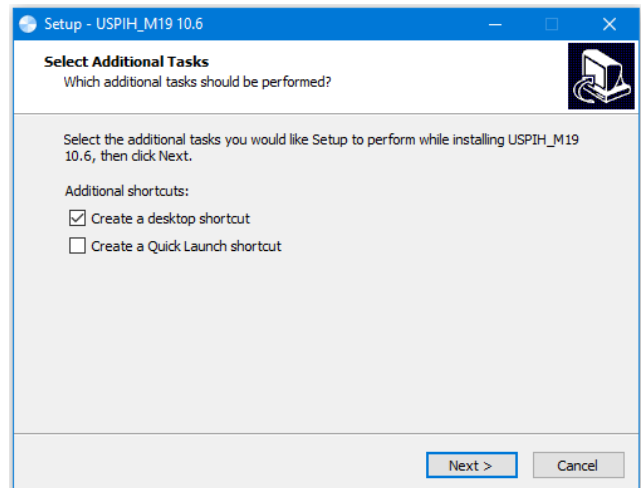 Setup - USPIH_M19 10.6
Select Additional Tasks
Which additional tasks should be performed?
Select the additional tasks you would like Setup to perform while installing USPIH_M19
10.6, then click Next.
Additional shortcuts:
Create a desktop shortcut
Create a Quick Launch shortcut
Next >
Cancel